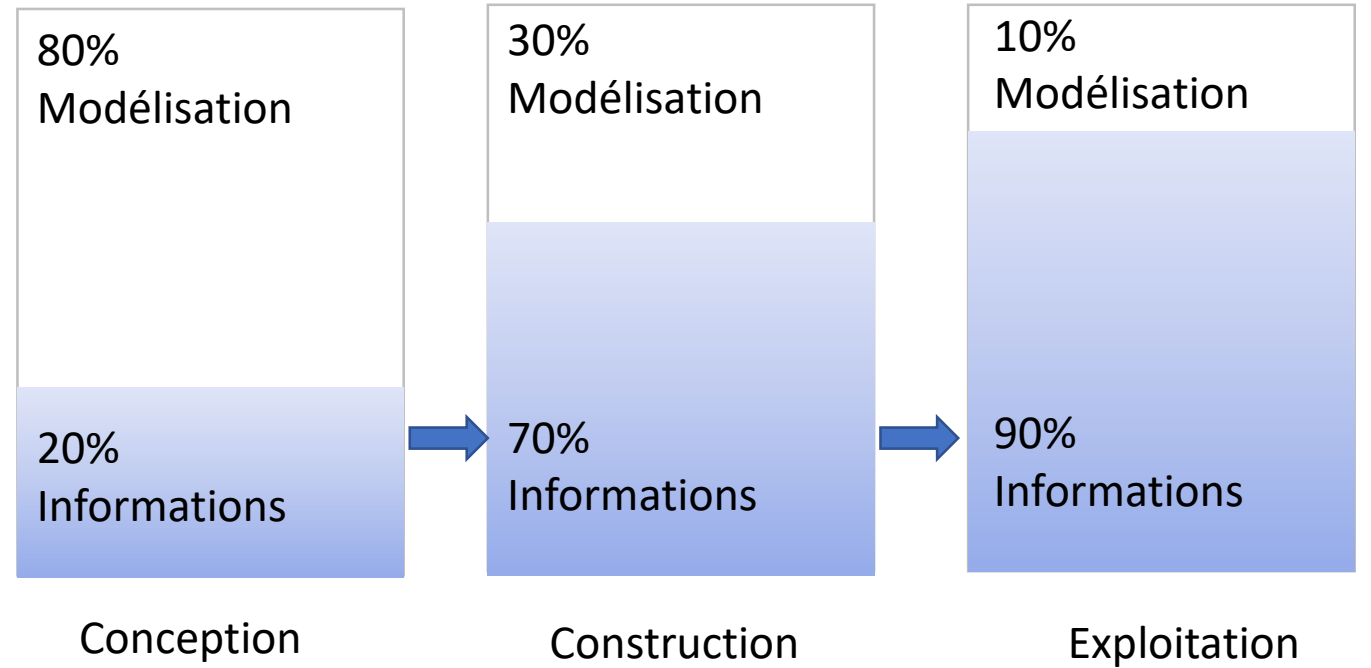 80%
Modélisation
20%
Informations
Conception
30%
Modélisation
70%
Informations
Construction
10%
Modélisation
90%
Informations
Exploitation